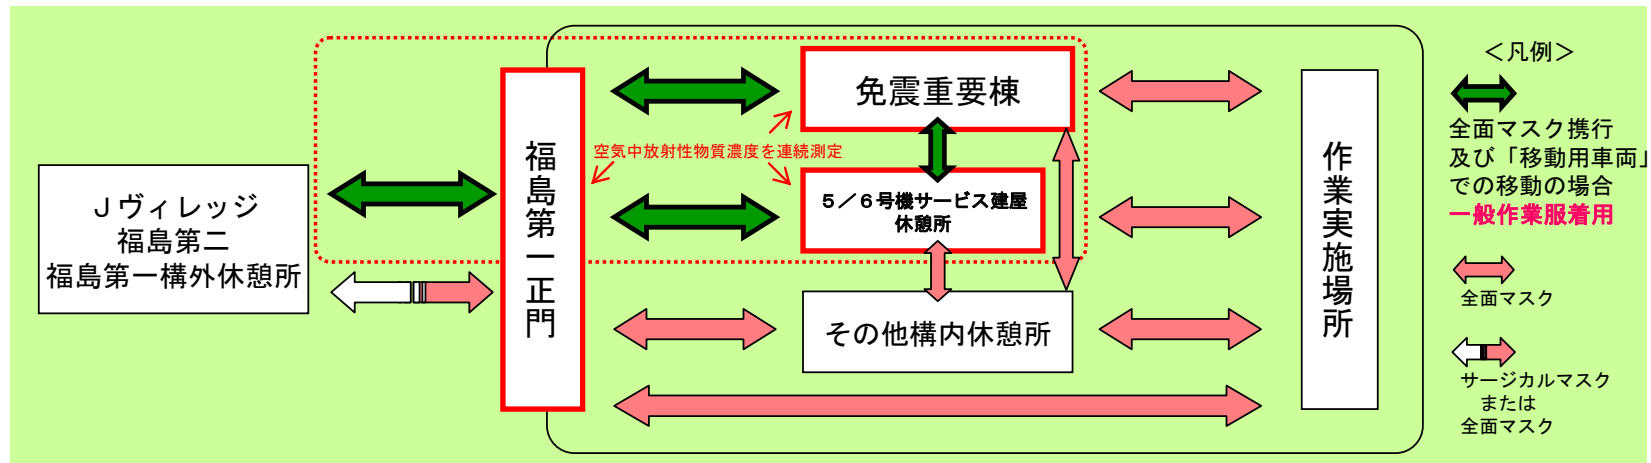 Ｊヴィレッジ
福島第二
福島第一構外休憩所
福島第一正門
空気中放射性物質濃度を連続測定
免震重要棟
５／６号機サービス建屋
休憩所
その他構内休憩所
作業実施場所
＜凡例＞
全面マスク携行
及び「移動用車両」
での移動の場合
一般作業服着用
全面マスク
サージカルマスク
または
全面マスク